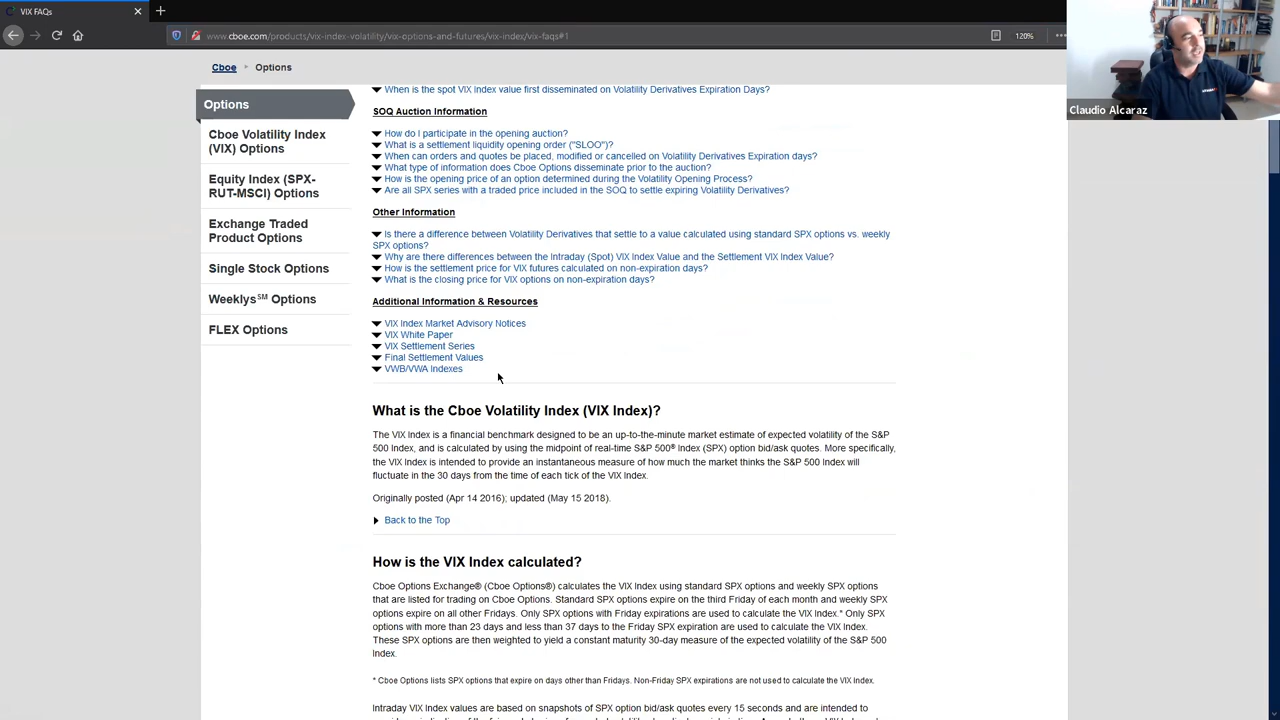 VIX FAQs
www.cboe.com/products/vix-index-volatility/vix-options-and-futures/vix-index/vix-faqs#1
120%
Claudio Alcaraz
Cboe
Options
Options
Cboe Volatility Index
(VIX) Options
Equity Index (SPX-
RUT-MSCI) Options
Exchange Traded
Product Options
Single Stock Options
Weeklys℠ Options
FLEX Options
When is the spot VIX Index value first disseminated on Volatility Derivatives Expiration Days?
SOQ Auction Information
How do I participate in the opening auction?
What is a settlement liquidity opening order ("SLOO")?
When can orders and quotes be placed, modified or cancelled on Volatility Derivatives Expiration days?
What type of information does Cboe Options disseminate prior to the auction?
How is the opening price of an option determined during the Volatility Opening Process?
Are all SPX series with a traded price included in the SOQ to settle expiring Volatility Derivatives?
Other Information
Is there a difference between Volatility Derivatives that settle to a value calculated using standard SPX options vs. weekly
SPX options?
Why are there differences between the Intraday (Spot) VIX Index Value and the Settlement VIX Index Value?
How is the settlement price for VIX futures calculated on non-expiration days?
What is the closing price for VIX options on non-expiration days?
Additional Information & Resources
VIX Index Market Advisory Notices
VIX White Paper
VIX Settlement Series
Final Settlement Values
VWB/VWA Indexes
What is the Cboe Volatility Index (VIX Index)?
The VIX Index is a financial benchmark designed to be an up-to-the-minute market estimate of expected volatility of the S&P
500 Index, and is calculated by using the midpoint of real-time S&P 500® Index (SPX) option bid/ask quotes. More specifically,
the VIX Index is intended to provide an instantaneous measure of how much the market thinks the S&P 500 Index will
fluctuate in the 30 days from the time of each tick of the VIX Index.
Originally posted (Apr 14 2016); updated (May 15 2018).
Back to the Top
How is the VIX Index calculated?
Cboe Options Exchange® (Cboe Options®) calculates the VIX Index using standard SPX options and weekly SPX options
that are listed for trading on Cboe Options. Standard SPX options expire on the third Friday of each month and weekly SPX
options expire on all other Fridays. Only SPX options with Friday expirations are used to calculate the VIX Index.* Only SPX
options with more than 23 days and less than 37 days to the Friday SPX expiration are used to calculate the VIX Index.
These SPX options are then weighted to yield a constant maturity 30-day measure of the expected volatility of the S&P 500
Index.
* Cboe Options lists SPX options that expire on days other than Fridays. Non-Friday SPX expirations are not used to calculate the VIX Index.
Intraday VIX Index values are based on snapshots of SPX option bid/ask quotes every 15 seconds and are intended to